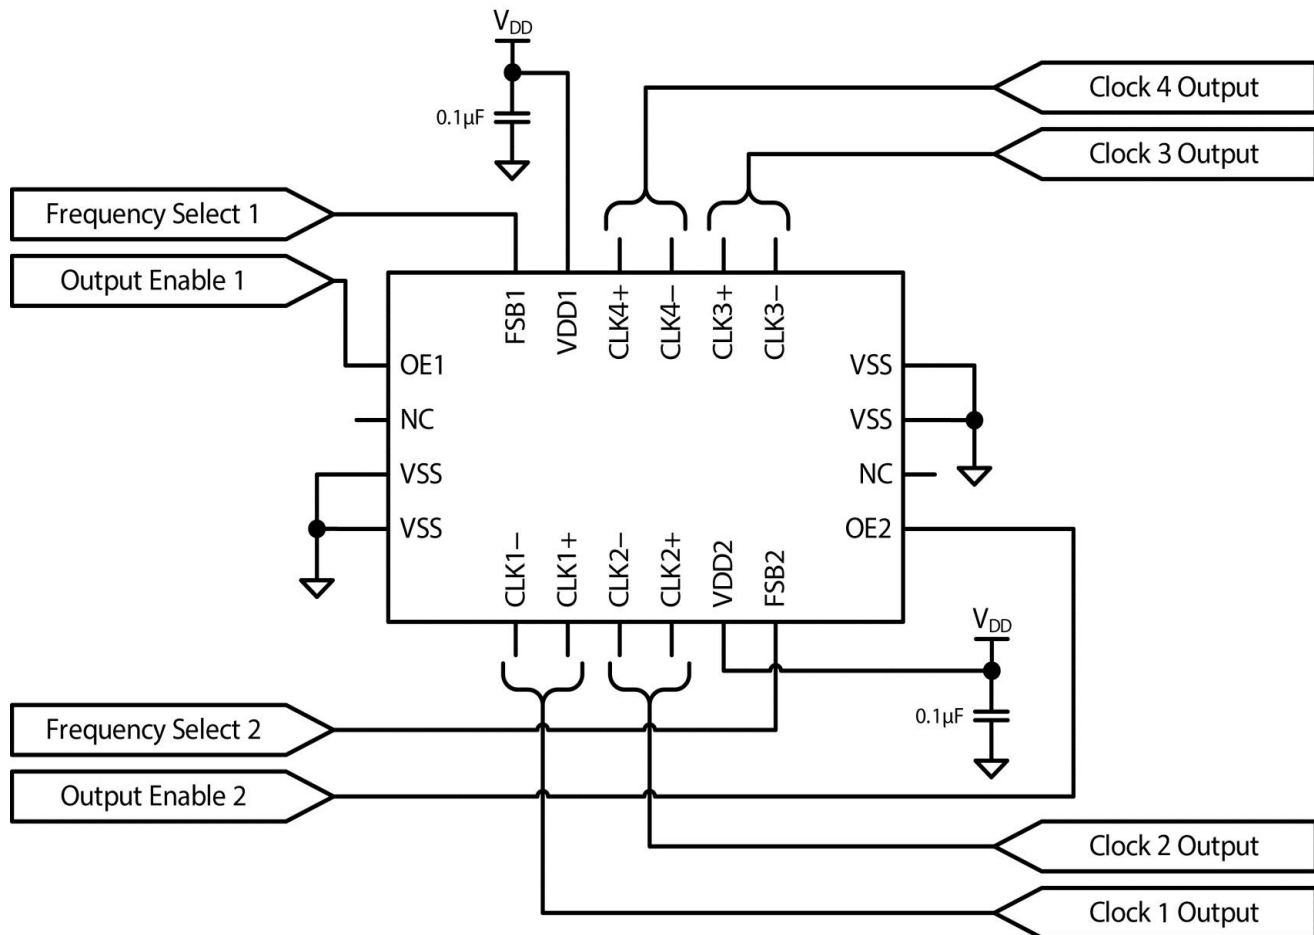 VDD
0.1µF
Clock 4 Output
Clock 3 Output
Frequency Select 1
Output Enable 1
FSB1
VDD1
CLK4+
CLK4−
CLK3+
CLK3−
OE1
NC
VSS
VSS
VSS
VSS
NC
OE2
CLK1−
CLK1+
CLK2−
CLK2+
VDD2
FSB2
VDD
0.1µF
Frequency Select 2
Output Enable 2
Clock 2 Output
Clock 1 Output